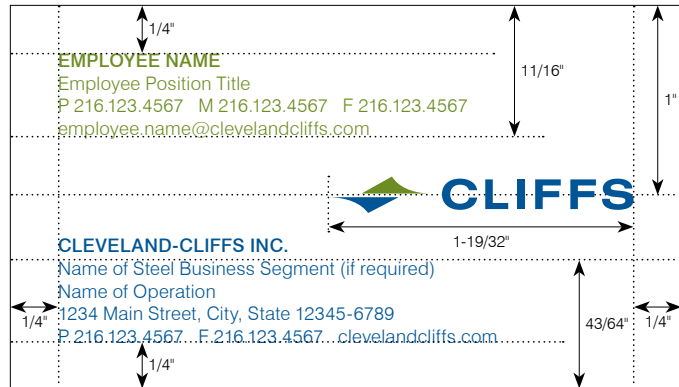 1/4"
EMPLOYEE NAME
Employee Position Title
P 216.123.4567 M 216.123.4567 F 216.123.4567
employee.name@clevelandcliffs.com
11/16"
1"
CLIFFS
1-19/32"
CLEVELAND-CLIFFS INC.
Name of Steel Business Segment (if required)
Name of Operation
1234 Main Street, City, State 12345-6789
P 216.123.4567 F 216.123.4567 clevelandcliffs.com
1/4"
43/64"
1/4"
1/4"